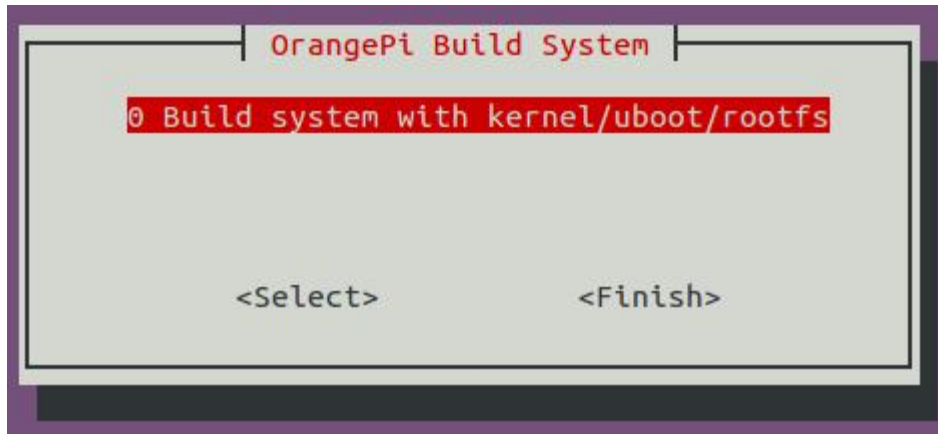 OrangePi Build System
0 Build system with kernel/uboot/rootfs
<Select> <Finish>